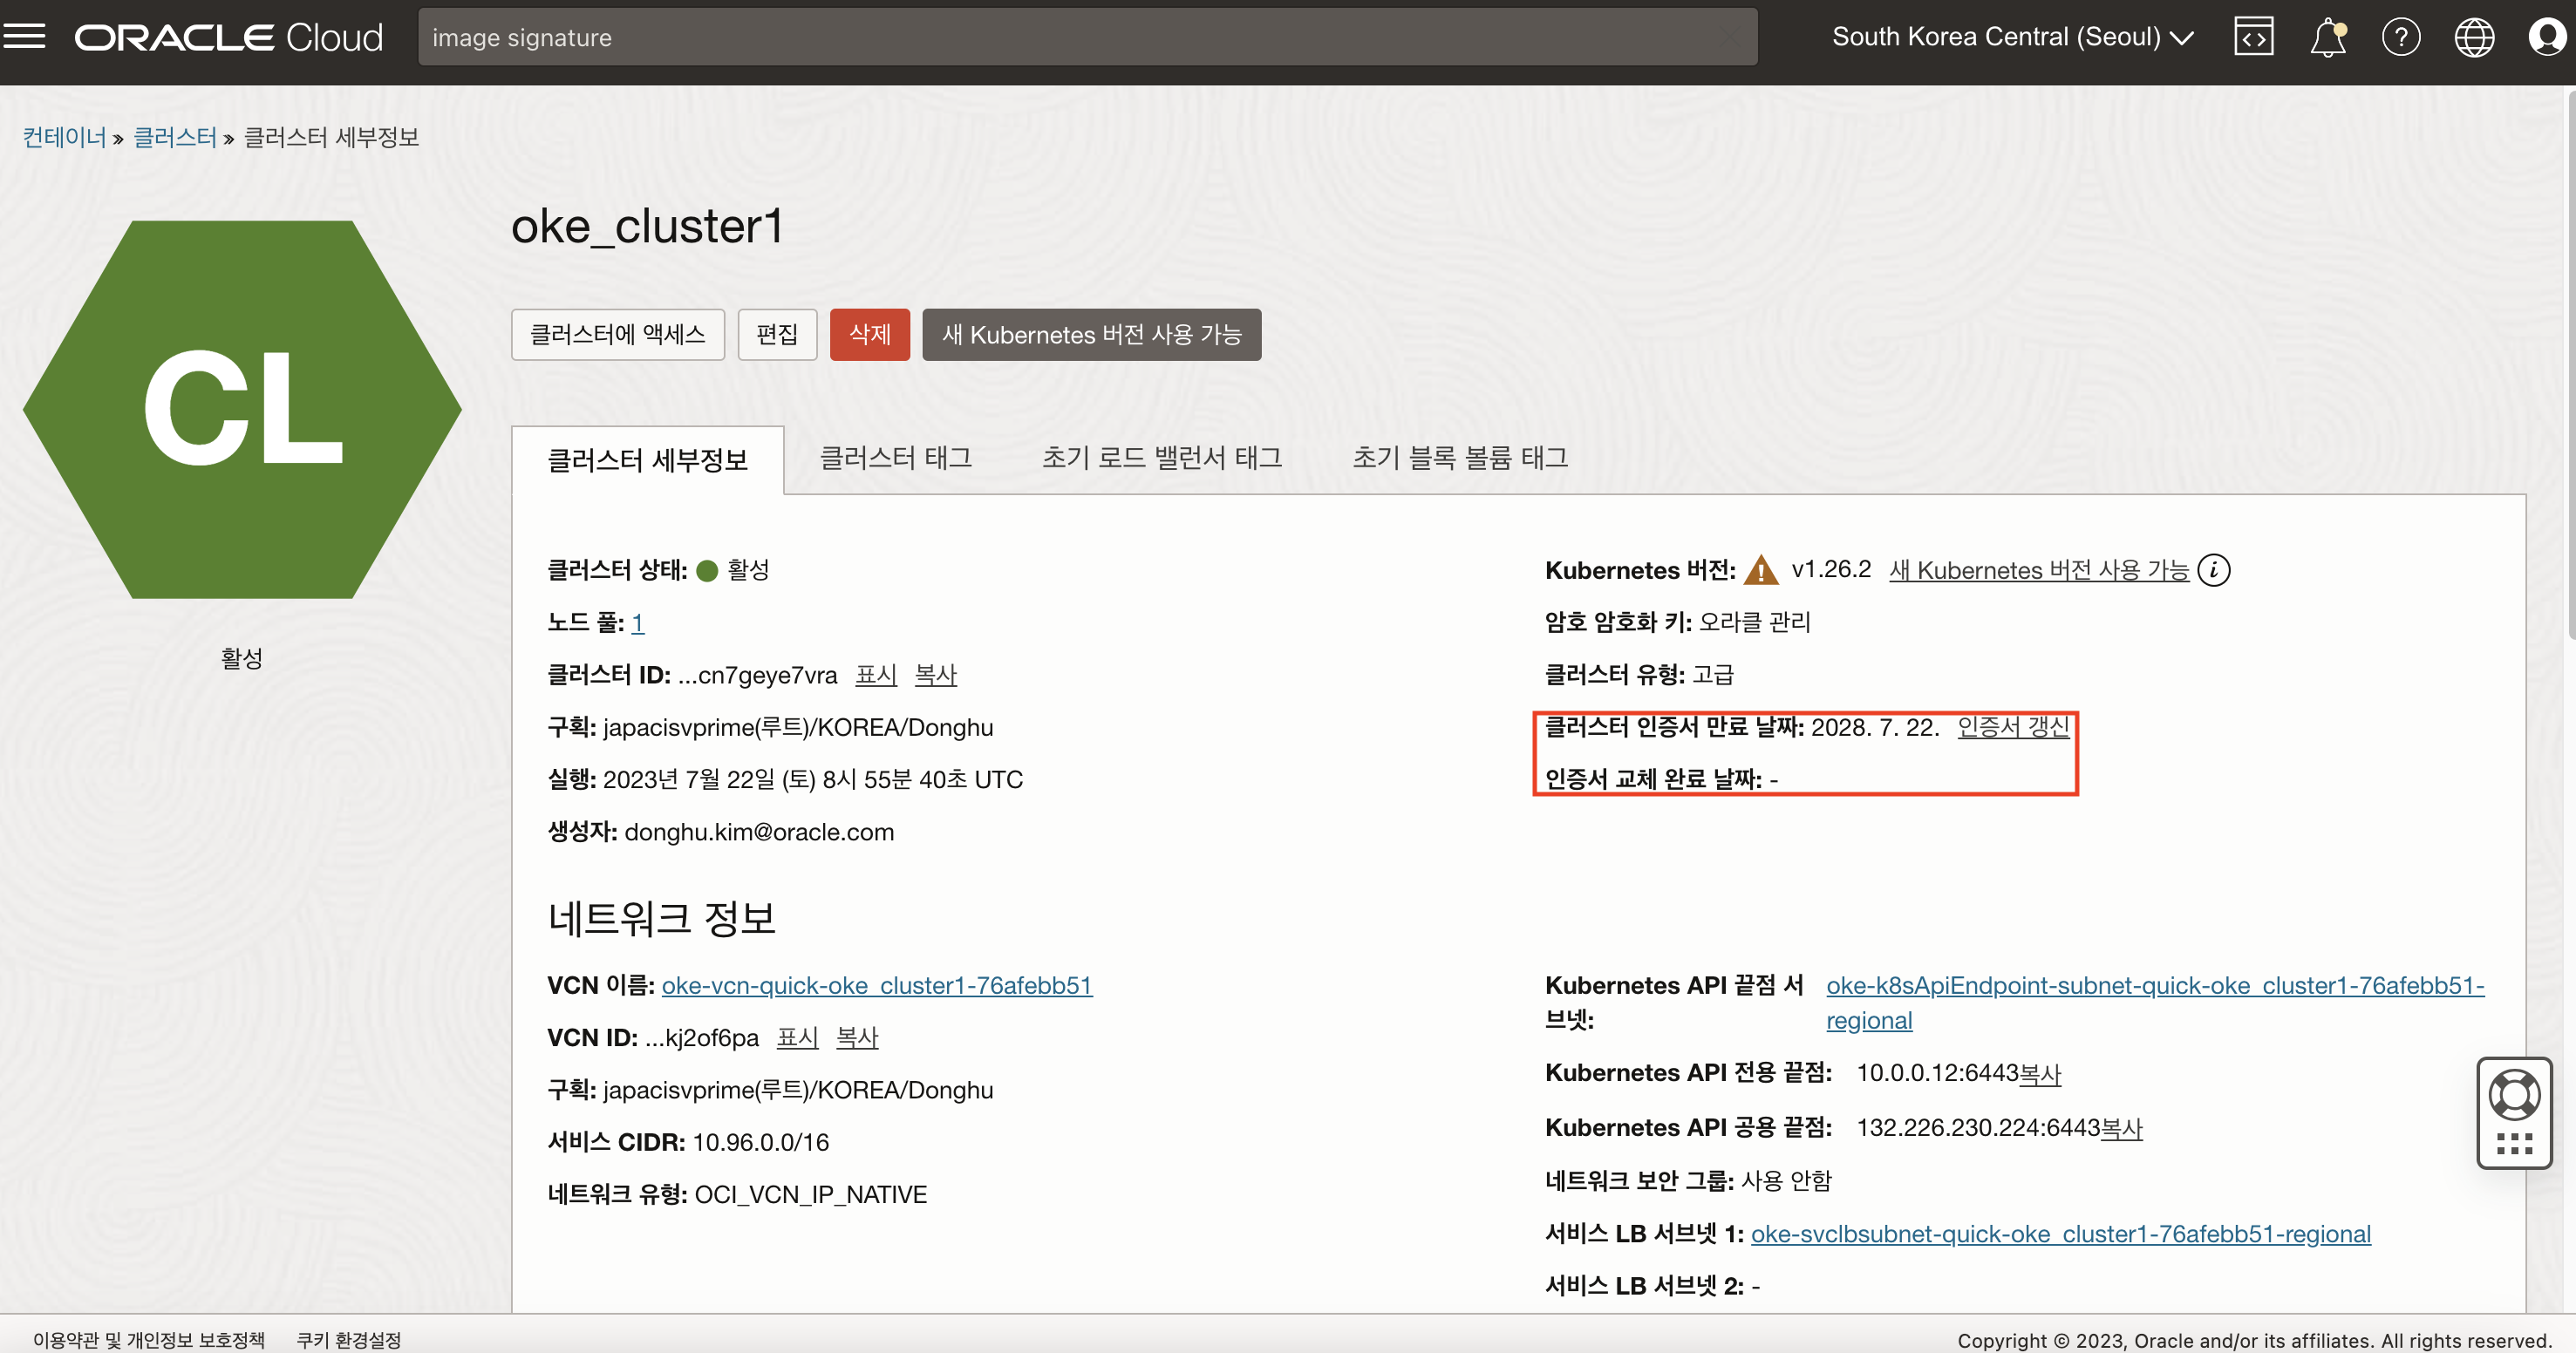 ORACLE Cloud
image signature
South Korea Central (Seoul)
컨테이너 » 클러스터 » 클러스터 세부정보
CL
활성
oke_cluster1
클러스터에 액세스 편집 삭제 새 Kubernetes 버전 사용 가능
클러스터 세부정보 클러스터 태그 초기 로드 밸런서 태그 초기 블록 볼륨 태그
클러스터 상태: 활성
노드 풀: 1
클러스터 ID: ...cn7geye7vra 표시 복사
구획: japacisvprime(루트)/KOREA/Donghu
실행: 2023년 7월 22일 (토) 8시 55분 40초 UTC
생성자: donghu.kim@oracle.com
Kubernetes 버전: v1.26.2 새 Kubernetes 버전 사용 가능
암호 암호화 키: 오라클 관리
클러스터 유형: 고급
클러스터 인증서 만료 날짜: 2028. 7. 22. 인증서 갱신
인증서 교체 완료 날짜: -
네트워크 정보
VCN 이름: oke-vcn-quick-oke_cluster1-76afebb51
VCN ID: ...kj2of6pa 표시 복사
구획: japacisvprime(루트)/KOREA/Donghu
서비스 CIDR: 10.96.0.0/16
네트워크 유형: OCI_VCN_IP_NATIVE
Kubernetes API 끝점 서브넷: oke-k8sApiEndpoint-subnet-quick-oke_cluster1-76afebb51-regional
Kubernetes API 전용 끝점: 10.0.0.12:6443복사
Kubernetes API 공용 끝점: 132.226.230.224:6443복사
네트워크 보안 그룹: 사용 안함
서비스 LB 서브넷 1: oke-svclbsubnet-quick-oke_cluster1-76afebb51-regional
서비스 LB 서브넷 2: -
이용약관 및 개인정보 보호정책 쿠키 환경설정
Copyright © 2023, Oracle and/or its affiliates. All rights reserved.